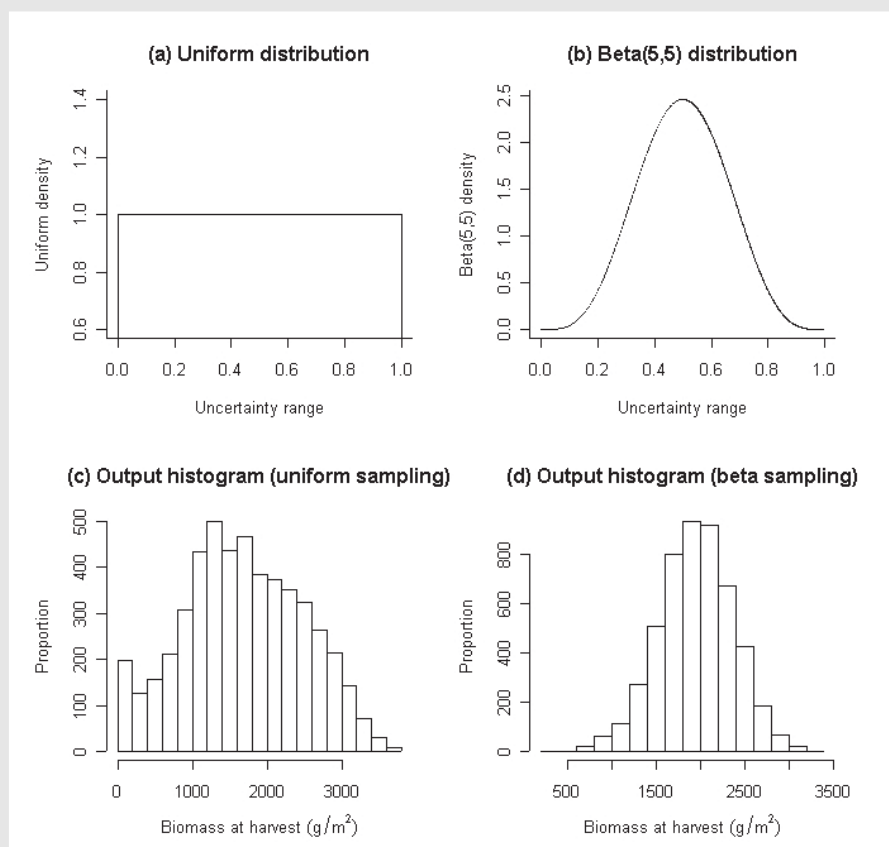 (a) Uniform distribution
Uniform density
1.4
1.2
1.0
0.8
0.6
0.0 0.2 0.4 0.6 0.8 1.0
Uncertainty range
(b) Beta(5,5) distribution
Beta(5,5) density
2.5
2.0
1.5
1.0
0.5
0.0
0.0 0.2 0.4 0.6 0.8 1.0
Uncertainty range
(c) Output histogram (uniform sampling)
Proportion
500
400
300
200
100
0
0 1000 2000 3000
Biomass at harvest (g/m²)
(d) Output histogram (beta sampling)
Proportion
800
600
400
200
0
500 1500 2500 3500
Biomass at harvest (g/m²)